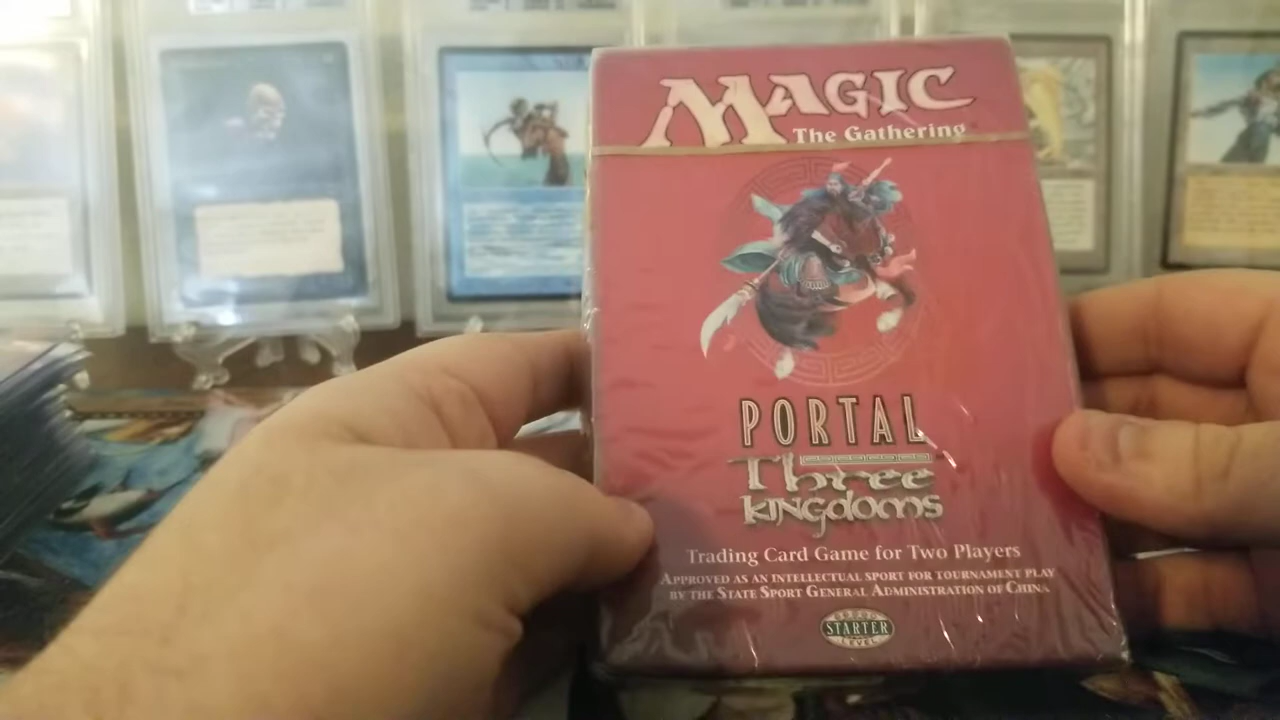 MAGIC
The Gathering
PORTAL
Three
Kingdoms
Trading Card Game for Two Players
APPROVED AS AN INTELLECTUAL SPORT FOR TOURNAMENT PLAY
BY THE STATE SPORT GENERAL ADMINISTRATION OF CHINA
STARTER
LEVEL